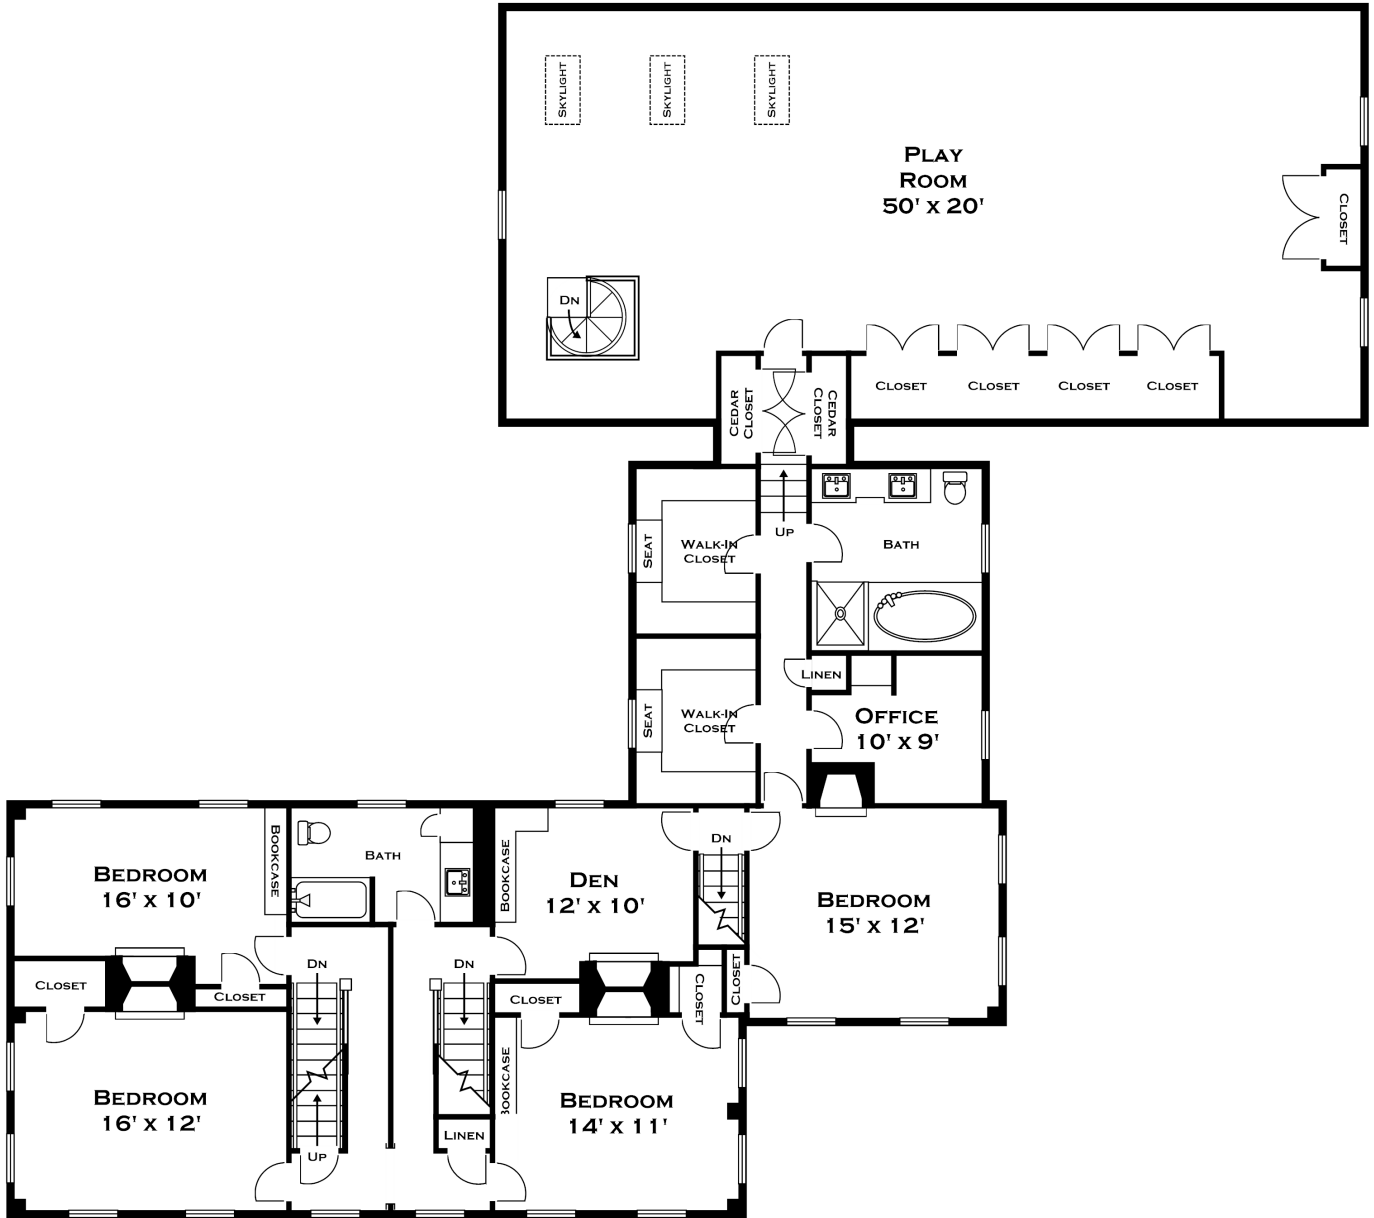 SKYLIGHT
SKYLIGHT
SKYLIGHT
PLAY
ROOM
50' X 20'
CLOSET
DN
CEDAR
CLOSET
CEDAR
CLOSET
CLOSET
CLOSET
CLOSET
CLOSET
UP
SEAT
WALK-IN
CLOSET
BATH
LINEN
SEAT
WALK-IN
CLOSET
OFFICE
10' X 9'
BEDROOM
16' X 10'
BOOKCASE
BATH
BOOKCASE
DEN
12' X 10'
DN
BEDROOM
15' X 12'
CLOSET
CLOSET
DN
DN
CLOSET
CLOSET
CLOSET
BEDROOM
16' X 12'
UP
LINEN
BOOKCASE
BEDROOM
14' X 11'